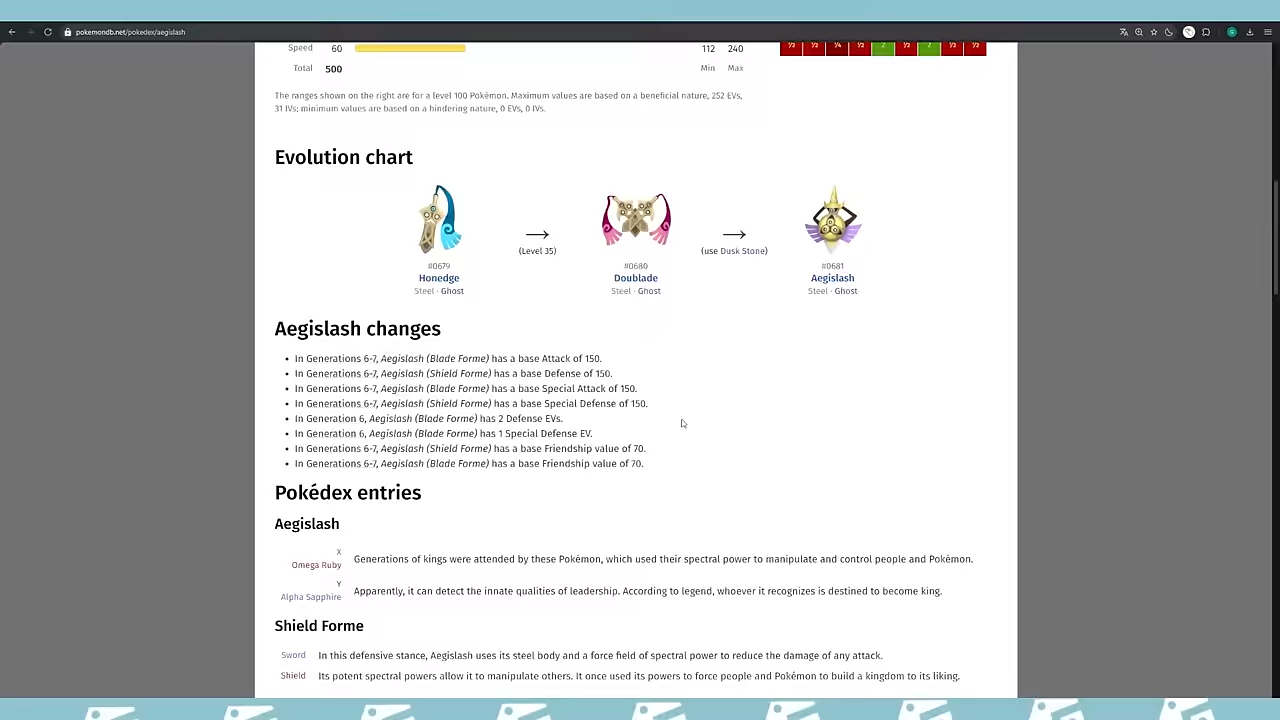 pokemondb.net/pokedex/aegislash
Speed 60 112 240
Total 500 Min Max
The ranges shown on the right are for a level 100 Pokémon. Maximum values are based on a beneficial nature, 252 EVs,
31 IVs; minimum values are based on a hindering nature, 0 EVs, 0 IVs.
Evolution chart
(Level 35)
(use Dusk Stone)
#0679
Honedge
Steel · Ghost
#0680
Doublade
Steel · Ghost
#0681
Aegislash
Steel · Ghost
Aegislash changes
• In Generations 6-7, Aegislash (Blade Forme) has a base Attack of 150.
• In Generations 6-7, Aegislash (Shield Forme) has a base Defense of 150.
• In Generations 6-7, Aegislash (Blade Forme) has a base Special Attack of 150.
• In Generations 6-7, Aegislash (Shield Forme) has a base Special Defense of 150.
• In Generation 6, Aegislash (Blade Forme) has 2 Defense EVs.
• In Generation 6, Aegislash (Blade Forme) has 1 Special Defense EV.
• In Generations 6-7, Aegislash (Shield Forme) has a base Friendship value of 70.
• In Generations 6-7, Aegislash (Blade Forme) has a base Friendship value of 70.
Pokédex entries
Aegislash
X
Omega Ruby
Generations of kings were attended by these Pokémon, which used their spectral power to manipulate and control people and Pokémon.
Y
Alpha Sapphire
Apparently, it can detect the innate qualities of leadership. According to legend, whoever it recognizes is destined to become king.
Shield Forme
Sword In this defensive stance, Aegislash uses its steel body and a force field of spectral power to reduce the damage of any attack.
Shield Its potent spectral powers allow it to manipulate others. It once used its powers to force people and Pokémon to build a kingdom to its liking.